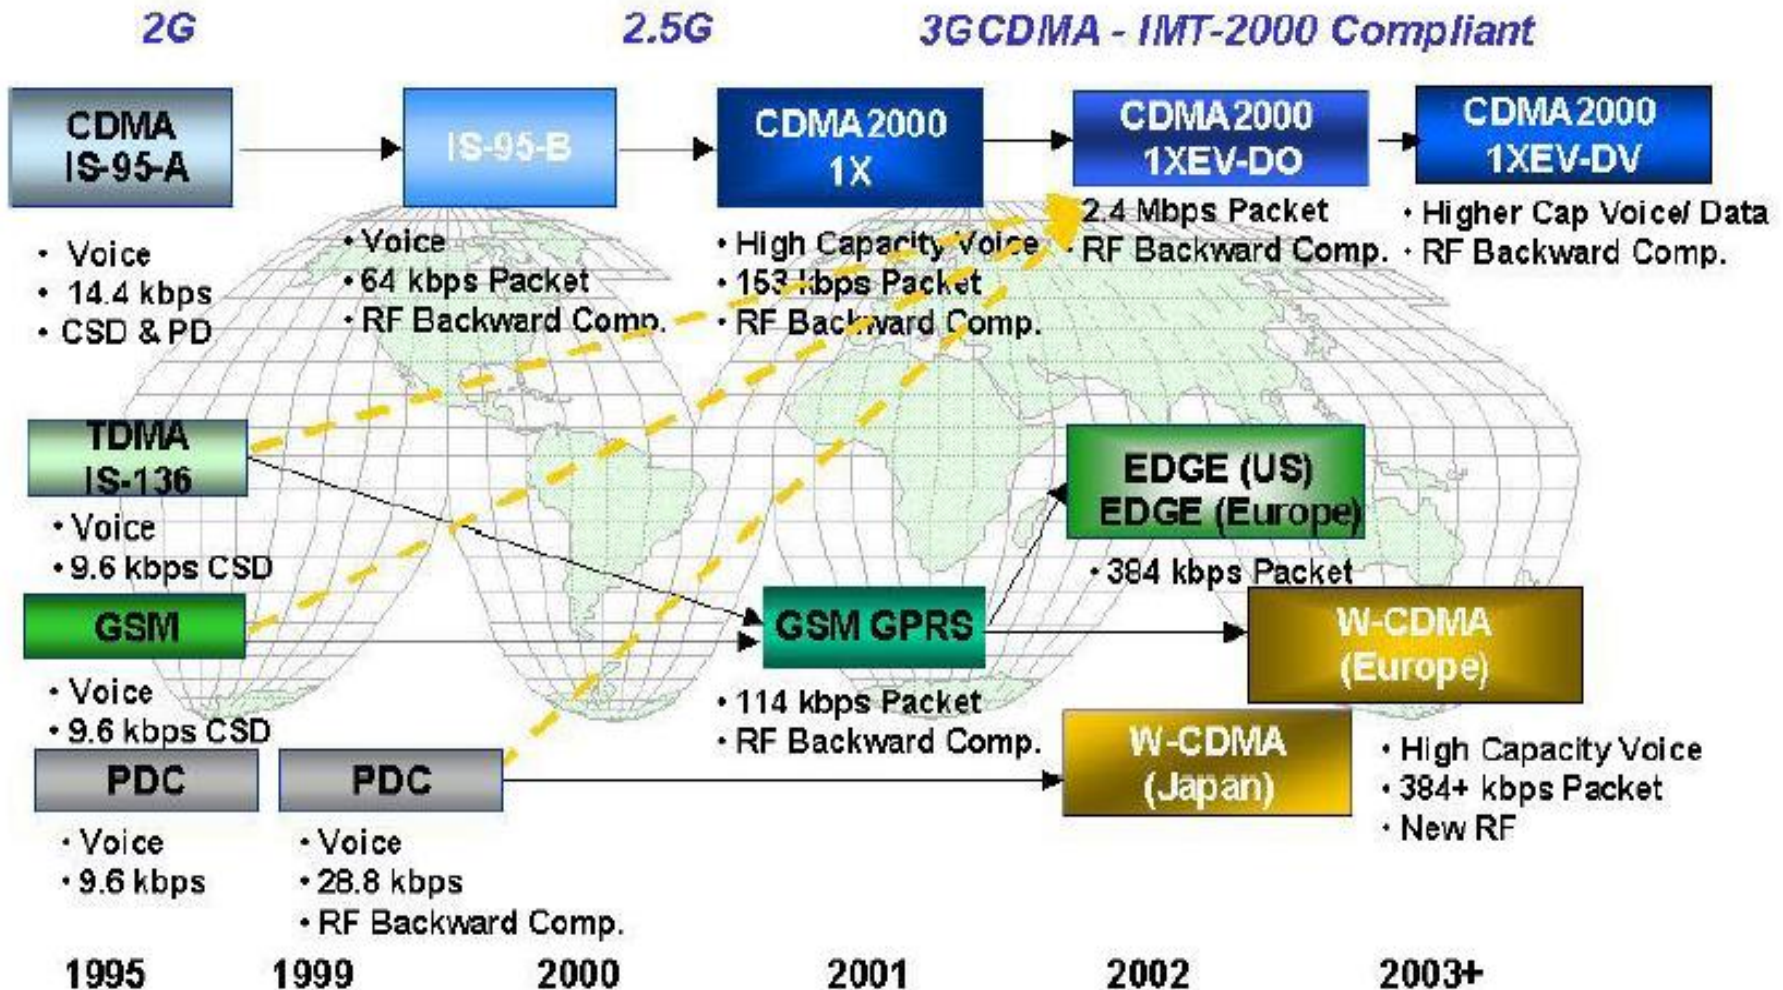 2G
2.5G
3GCDMA - IMT-2000 Compliant
CDMA
IS-95-A
IS-95-B
CDMA2000
1X
CDMA2000
1XEV-DO
CDMA2000
1XEV-DV
• Voice
• 14.4 kbps
• CSD & PD
• Voice
• 64 kbps Packet
• RF Backward Comp.
• High Capacity Voice
• 153 kbps Packet
• RF Backward Comp.
2.4 Mbps Packet
• RF Backward Comp.
• Higher Cap Voice/ Data
• RF Backward Comp.
TDMA
IS-136
• Voice
• 9.6 kbps CSD
EDGE (US)
EDGE (Europe)
• 384 kbps Packet
GSM
• Voice
• 9.6 kbps CSD
GSM GPRS
• 114 kbps Packet
• RF Backward Comp.
W-CDMA
(Europe)
W-CDMA
(Japan)
• High Capacity Voice
• 384+ kbps Packet
• New RF
PDC
• Voice
• 9.6 kbps
PDC
• Voice
• 28.8 kbps
• RF Backward Comp.
1995
1999
2000
2001
2002
2003+